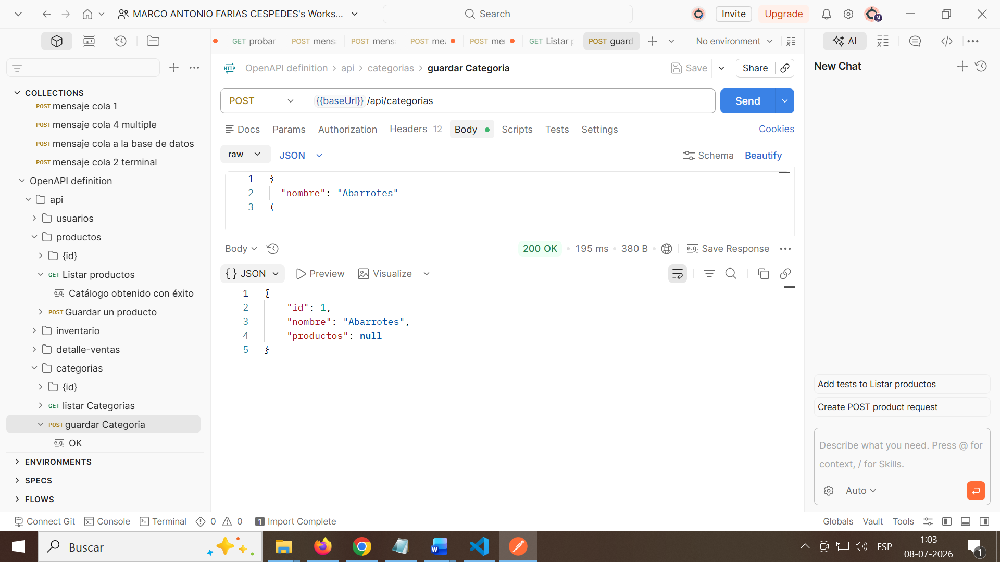 MARCO ANTONIO FARIAS CESPEDES's Works...
Search
Invite
Upgrade
M
GET probar
POST mens
POST mens
POST me
POST me
GET Listar p
POST guard
No environment
AI
OpenAPI definition > api > categorias > guardar Categoria
Save
Share
New Chat
COLLECTIONS
POST mensaje cola 1
POST mensaje cola 4 multiple
POST mensaje cola a la base de datos
POST mensaje cola 2 terminal
OpenAPI definition
api
usuarios
productos
{id}
GET Listar productos
e.g. Catálogo obtenido con éxito
POST Guardar un producto
inventario
detalle-ventas
categorias
{id}
GET listar Categorias
POST guardar Categoria
e.g. OK
ENVIRONMENTS
SPECS
FLOWS
HTTP
POST
{{baseUrl}} /api/categorias
Send
Docs
Params
Authorization
Headers 12
Body
Scripts
Tests
Settings
Cookies
raw
JSON
Schema
Beautify
1 {
2 "nombre": "Abarrotes"
3 }
Body
200 OK
195 ms
380 B
e.g. Save Response
{} JSON
Preview
Visualize
1 {
2 "id": 1,
3 "nombre": "Abarrotes",
4 "productos": null
5 }
Add tests to Listar productos
Create POST product request
Describe what you need. Press @ for
context, / for Skills.
Auto
Connect Git
Console
Terminal
0
0
1 Import Complete
Globals
Vault
Tools
Buscar
W
ESP
1:03
08-07-2026
1